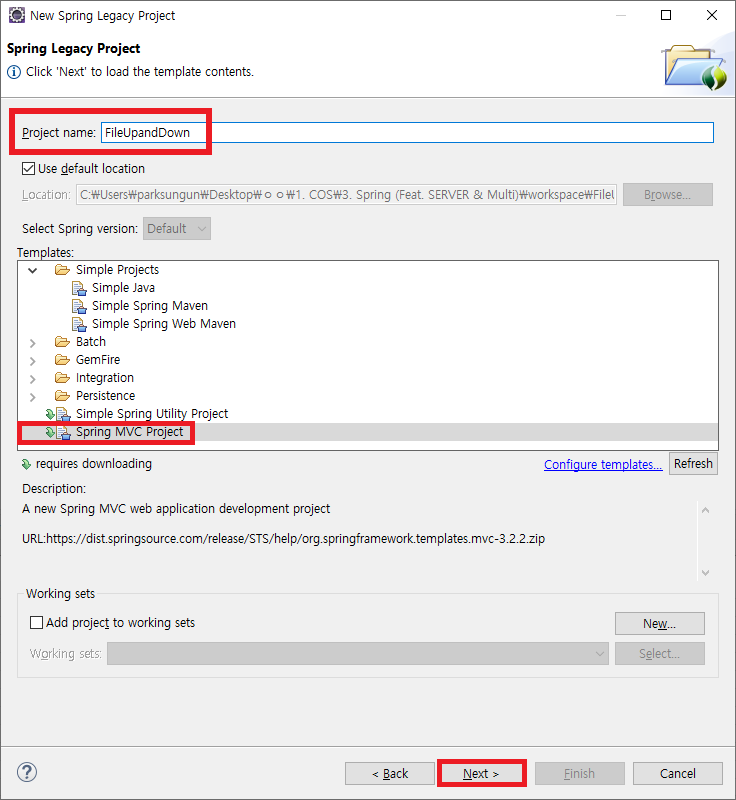 New Spring Legacy Project
Spring Legacy Project
Click 'Next' to load the template contents.
Project name: FileUpandDown
Use default location
Location: C:₩Users₩parksungun₩Desktop₩ㅇㅇ₩1. COS₩3. Spring (Feat. SERVER & Multi)₩workspace₩FileU Browse...
Select Spring version: Default
Templates:
Simple Projects
Simple Java
Simple Spring Maven
Simple Spring Web Maven
Batch
GemFire
Integration
Persistence
Simple Spring Utility Project
Spring MVC Project
requires downloading Configure templates... Refresh
Description:
A new Spring MVC web application development project
URL:https://dist.springsource.com/release/STS/help/org.springframework.templates.mvc-3.2.2.zip
Working sets
Add project to working sets New...
Working sets: Select...
? < Back Next > Finish Cancel